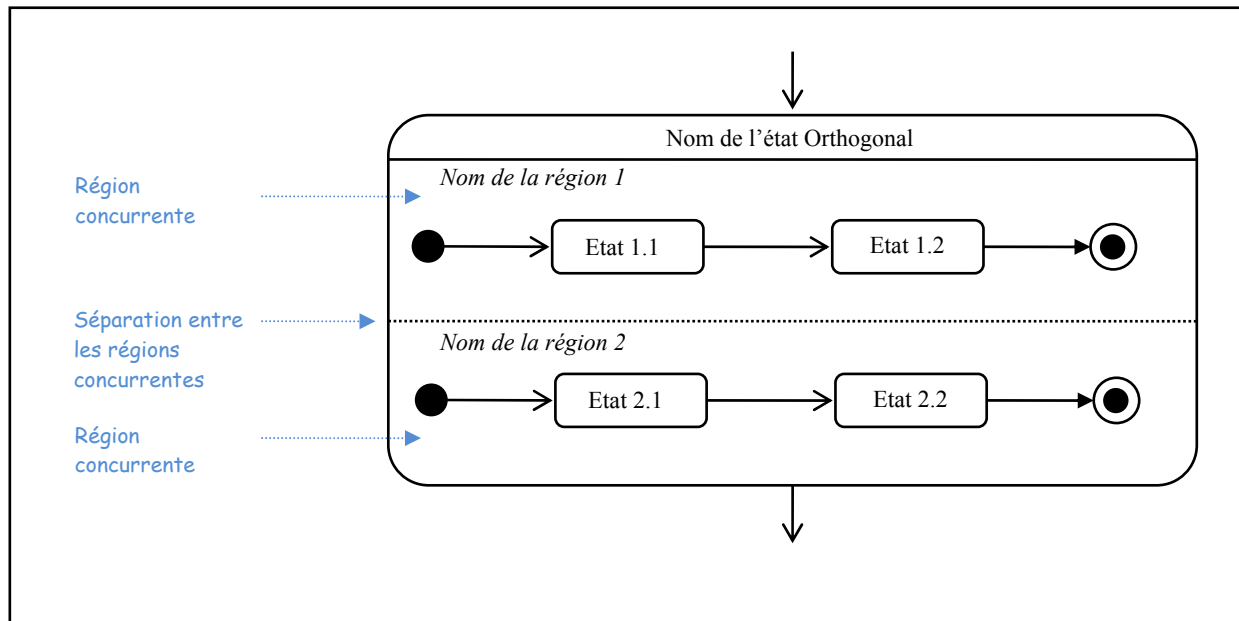 Nom de l’état Orthogonal
Nom de la région 1
Région
concurrente
Etat 1.1
Etat 1.2
Séparation entre
les régions
concurrentes
Nom de la région 2
Etat 2.1
Etat 2.2
Région
concurrente